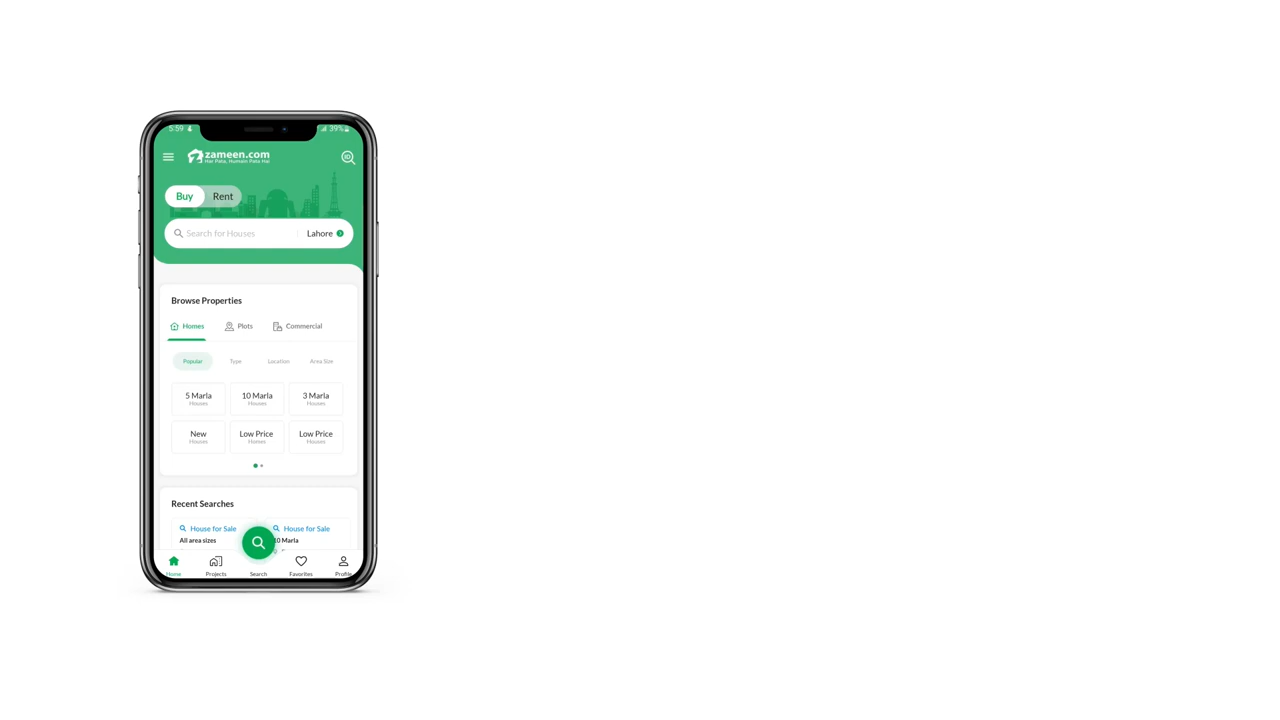 5:59
39%
zameen.com
Har Pata, Humain Pata Hai
ID
Buy Rent
Search for Houses Lahore
Browse Properties
Homes Plots Commercial
Popular Type Location Area Size
5 Marla 10 Marla 3 Marla
Houses Houses Houses
New Low Price Low Price
Houses Homes Houses
Recent Searches
House for Sale House for Sale
All area sizes 10 Marla
Home Projects Search Favorites Profile